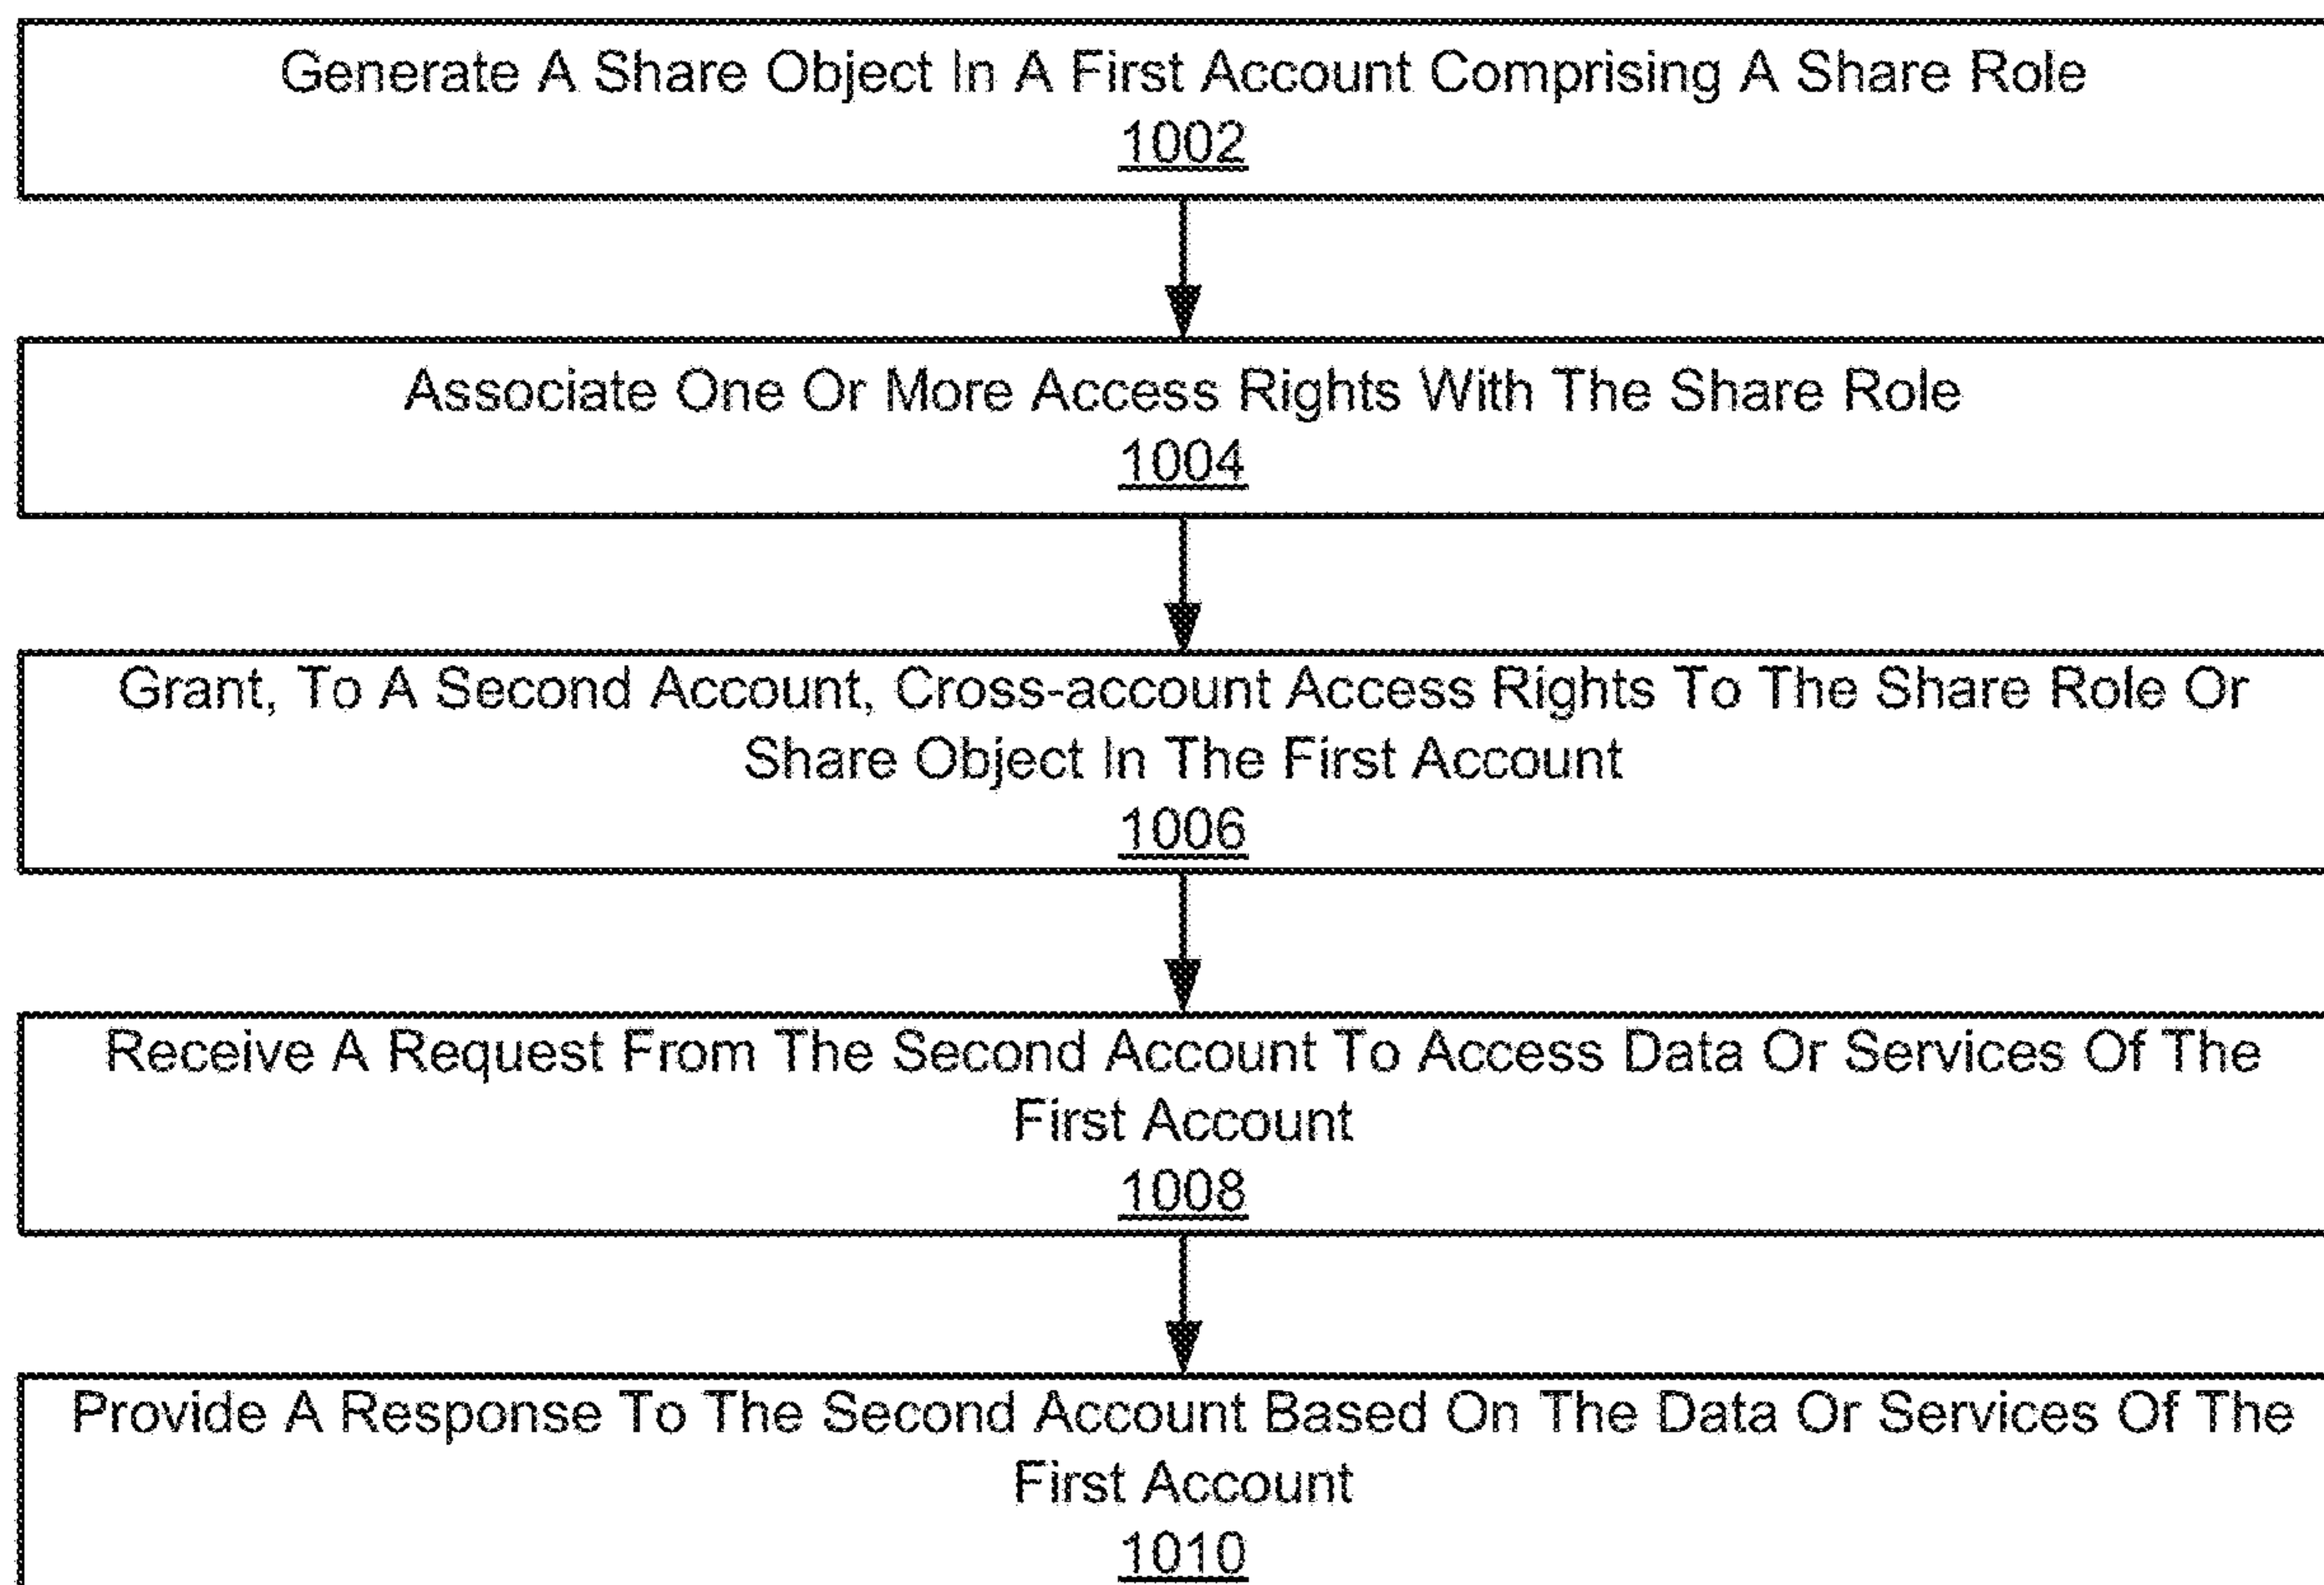 Generate A Share Object In A First Account Comprising A Share Role
1002
Associate One Or More Access Rights With The Share Role
1004
Grant, To A Second Account, Cross-account Access Rights To The Share Role Or
Share Object In The First Account
1006
Receive A Request From The Second Account To Access Data Or Services Of The
First Account
1008
Provide A Response To The Second Account Based On The Data Or Services Of The
First Account
1010